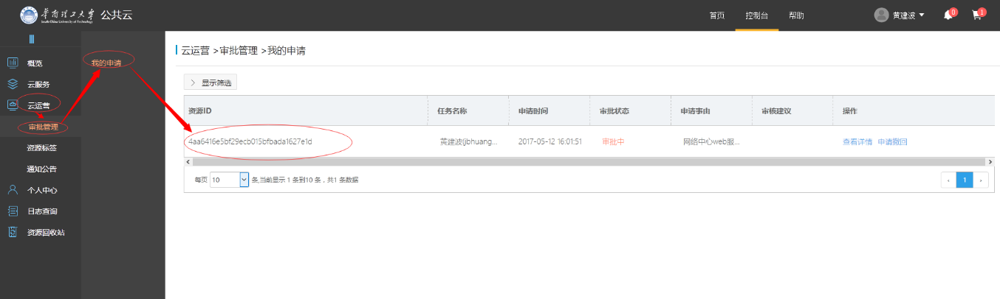 华南理工大学 公共云
South China University of Technology
首页 控制台 帮助 黄建波 0 1
概览
云服务
云运营
审批管理
资源标签
通知公告
个人中心
日志查询
资源回收站
我的申请
云运营 >审批管理 >我的申请
显示筛选
资源ID 任务名称 申请时间 审批状态 申请事由 审核建议 操作
4aa6416e5bf29ecb015bfbada1627e1d 黄建波(jbhuang... 2017-05-12 16:01:51 审批中 网络中心web服... 查看详情 申请撤回
每页 10 条,当前显示 1 条到10 条，共1 条数据 ‹ 1 ›